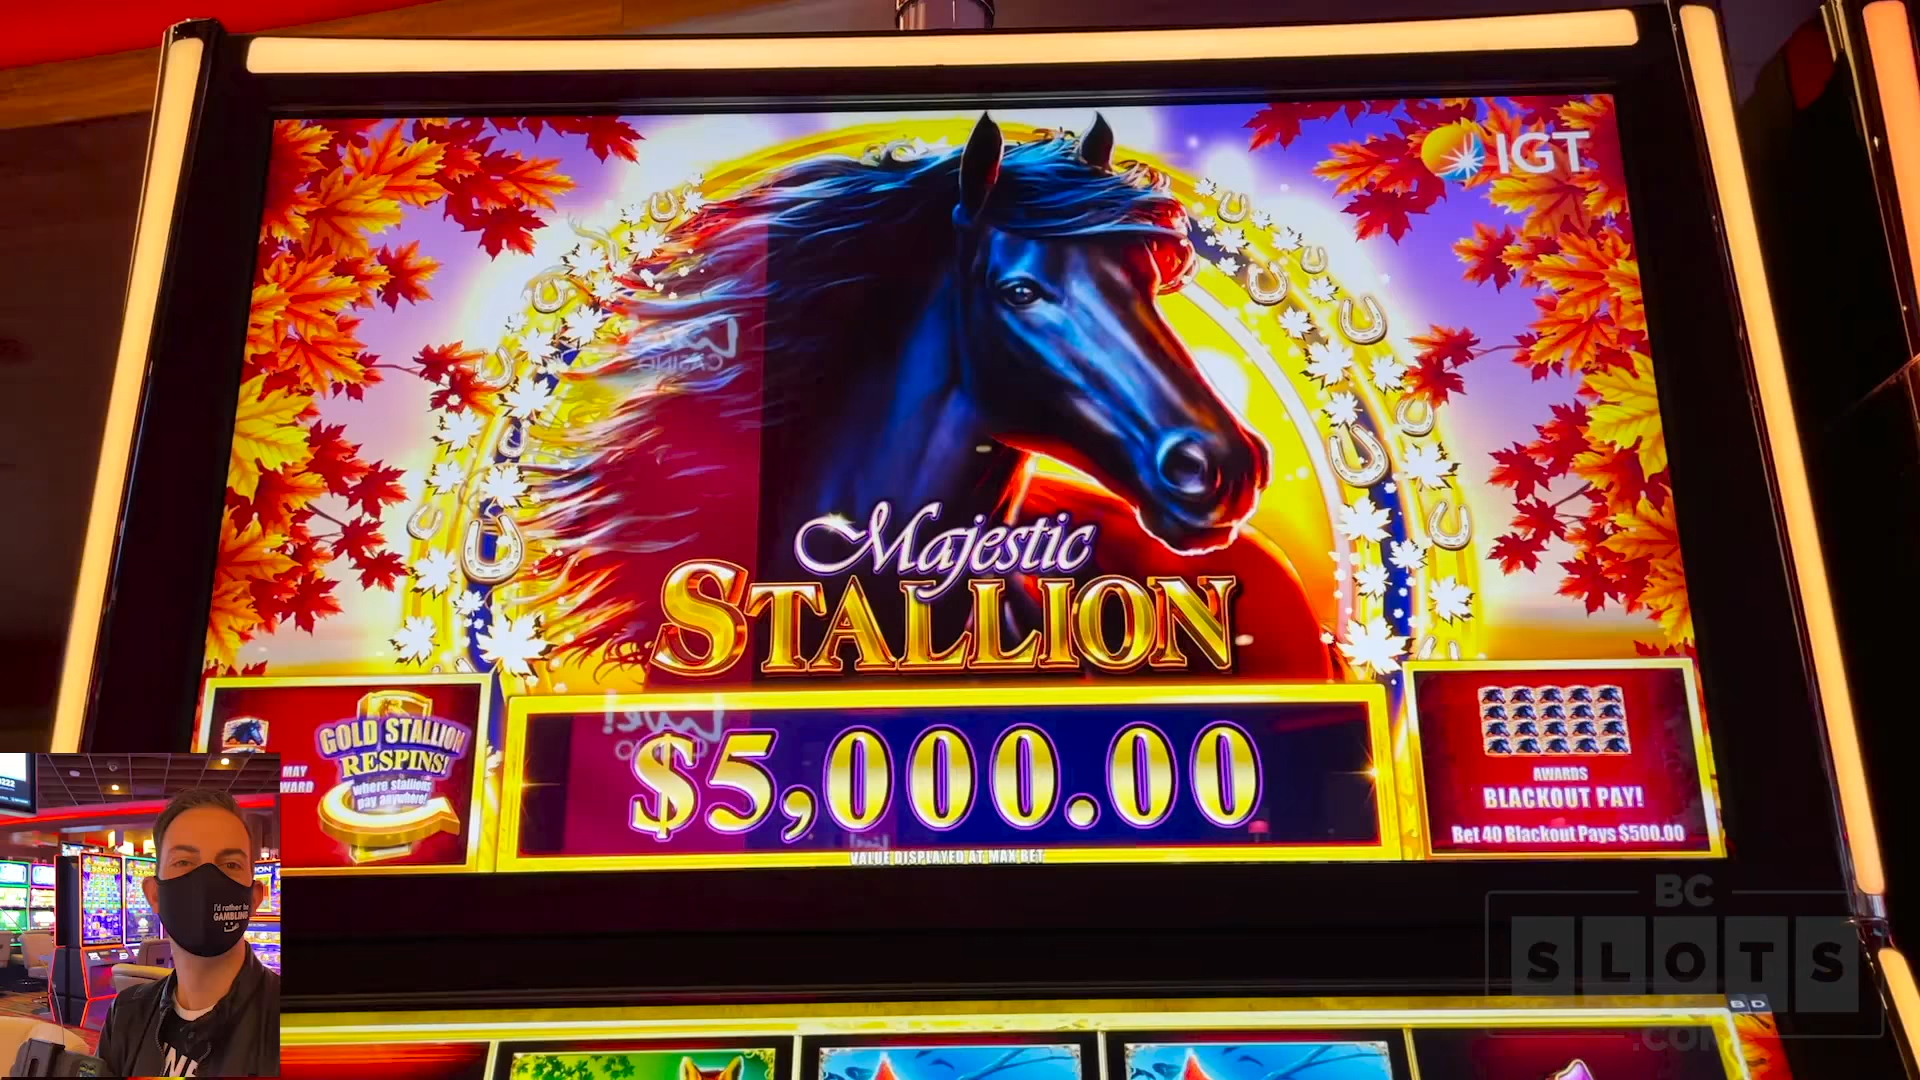 IGT
Majestic
STALLION
GOLD STALLION
RESPINS!
where stallions
pay anywhere!
MAY
$5,000.00
VALUE DISPLAYED AT MAX BET
AWARDS
BLACKOUT PAY!
Bet 40 Blackout Pays $500.00
I'd rather be
GAMBLING
BC
SLOTS
.COM